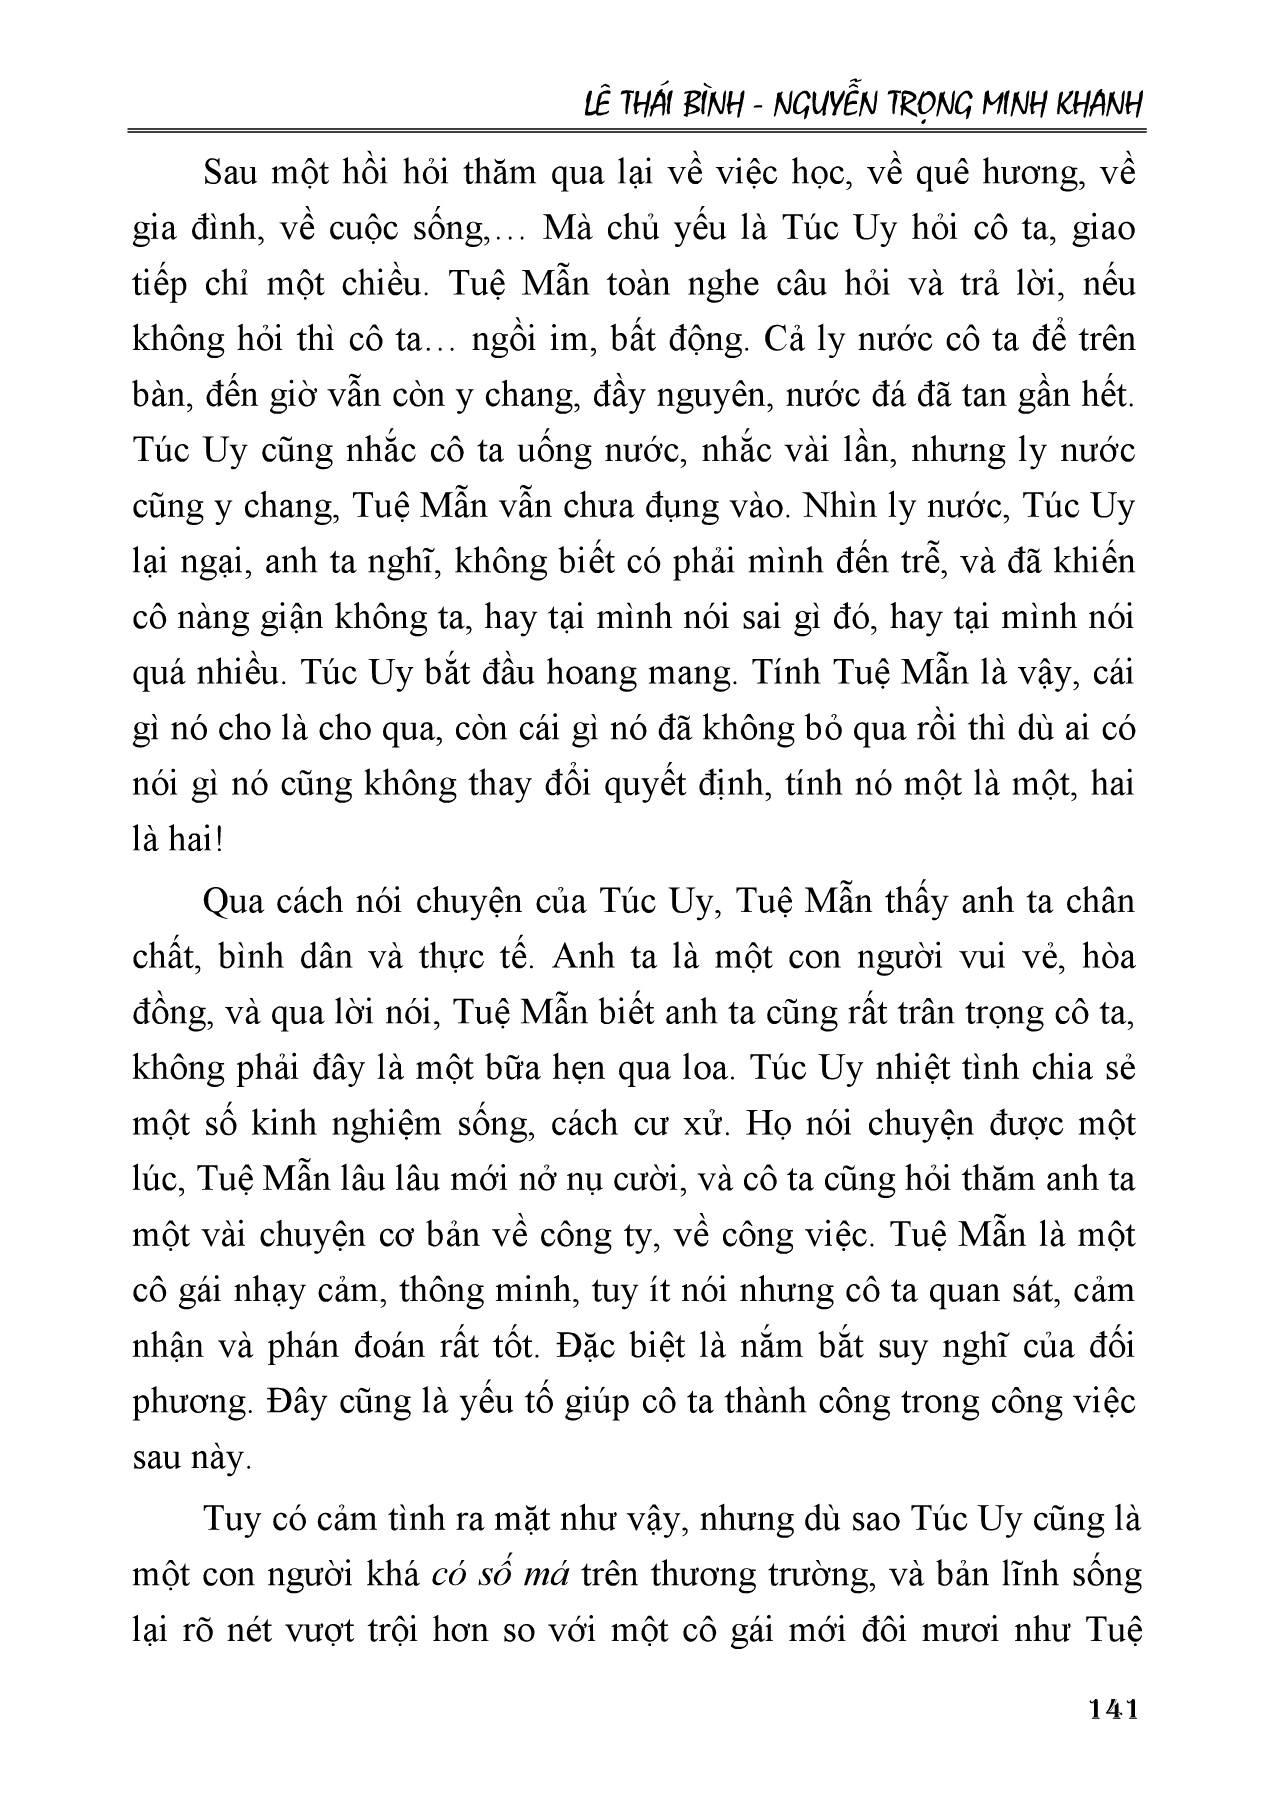 LÊ THÁI BÌNH - NGUYỄN TRỌNG MINH KHANH
Sau một hồi hỏi thăm qua lại về việc học, về quê hương, về
gia đình, về cuộc sống,… Mà chủ yếu là Túc Uy hỏi cô ta, giao
tiếp chỉ một chiều. Tuệ Mẫn toàn nghe câu hỏi và trả lời, nếu
không hỏi thì cô ta… ngồi im, bất động. Cả ly nước cô ta để trên
bàn, đến giờ vẫn còn y chang, đầy nguyên, nước đá đã tan gần hết.
Túc Uy cũng nhắc cô ta uống nước, nhắc vài lần, nhưng ly nước
cũng y chang, Tuệ Mẫn vẫn chưa đụng vào. Nhìn ly nước, Túc Uy
lại ngại, anh ta nghĩ, không biết có phải mình đến trễ, và đã khiến
cô nàng giận không ta, hay tại mình nói sai gì đó, hay tại mình nói
quá nhiều. Túc Uy bắt đầu hoang mang. Tính Tuệ Mẫn là vậy, cái
gì nó cho là cho qua, còn cái gì nó đã không bỏ qua rồi thì dù ai có
nói gì nó cũng không thay đổi quyết định, tính nó một là một, hai
là hai!
Qua cách nói chuyện của Túc Uy, Tuệ Mẫn thấy anh ta chân
chất, bình dân và thực tế. Anh ta là một con người vui vẻ, hòa
đồng, và qua lời nói, Tuệ Mẫn biết anh ta cũng rất trân trọng cô ta,
không phải đây là một bữa hẹn qua loa. Túc Uy nhiệt tình chia sẻ
một số kinh nghiệm sống, cách cư xử. Họ nói chuyện được một
lúc, Tuệ Mẫn lâu lâu mới nở nụ cười, và cô ta cũng hỏi thăm anh ta
một vài chuyện cơ bản về công ty, về công việc. Tuệ Mẫn là một
cô gái nhạy cảm, thông minh, tuy ít nói nhưng cô ta quan sát, cảm
nhận và phán đoán rất tốt. Đặc biệt là nắm bắt suy nghĩ của đối
phương. Đây cũng là yếu tố giúp cô ta thành công trong công việc
sau này.
Tuy có cảm tình ra mặt như vậy, nhưng dù sao Túc Uy cũng là
một con người khá có số má trên thương trường, và bản lĩnh sống
lại rõ nét vượt trội hơn so với một cô gái mới đôi mươi như Tuệ
141